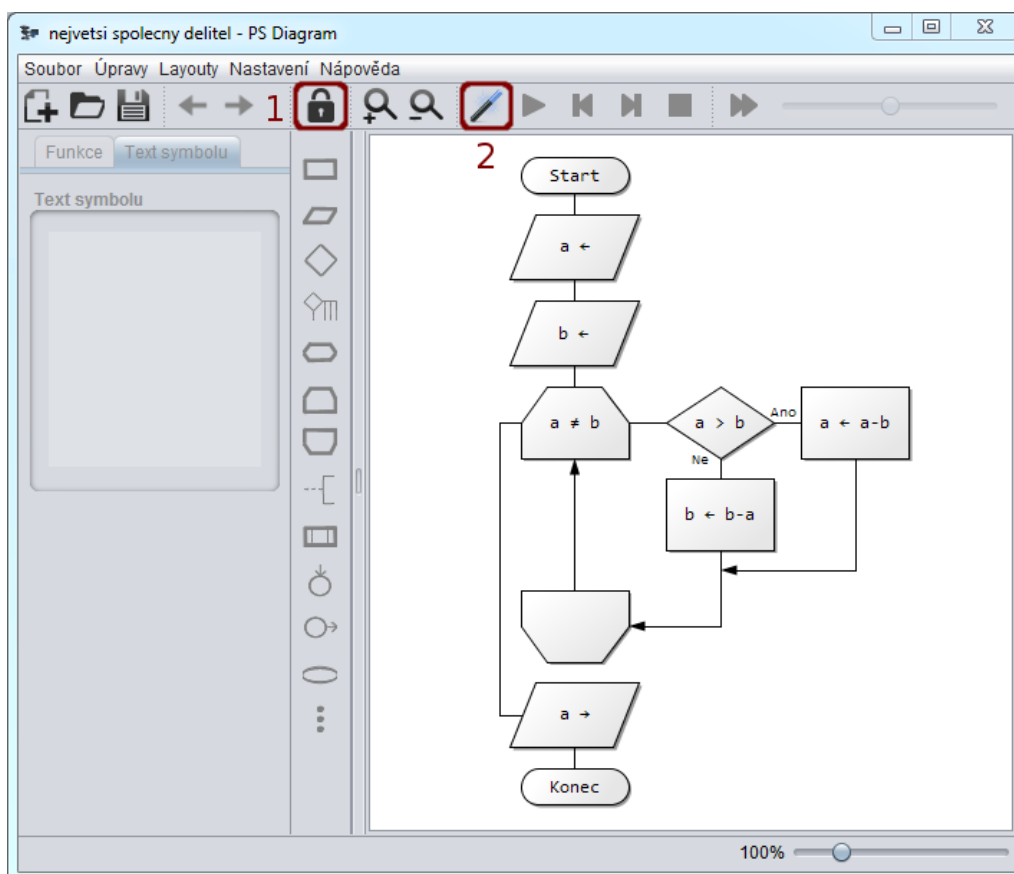 nejvetsi spolecny delitel - PS Diagram
Soubor Úpravy Layouty Nastavení Nápověda
1
2
Funkce Text symbolu
Text symbolu
Start
a ←
b ←
a ≠ b
a > b
Ano
a ← a-b
Ne
b ← b-a
a →
Konec
100%